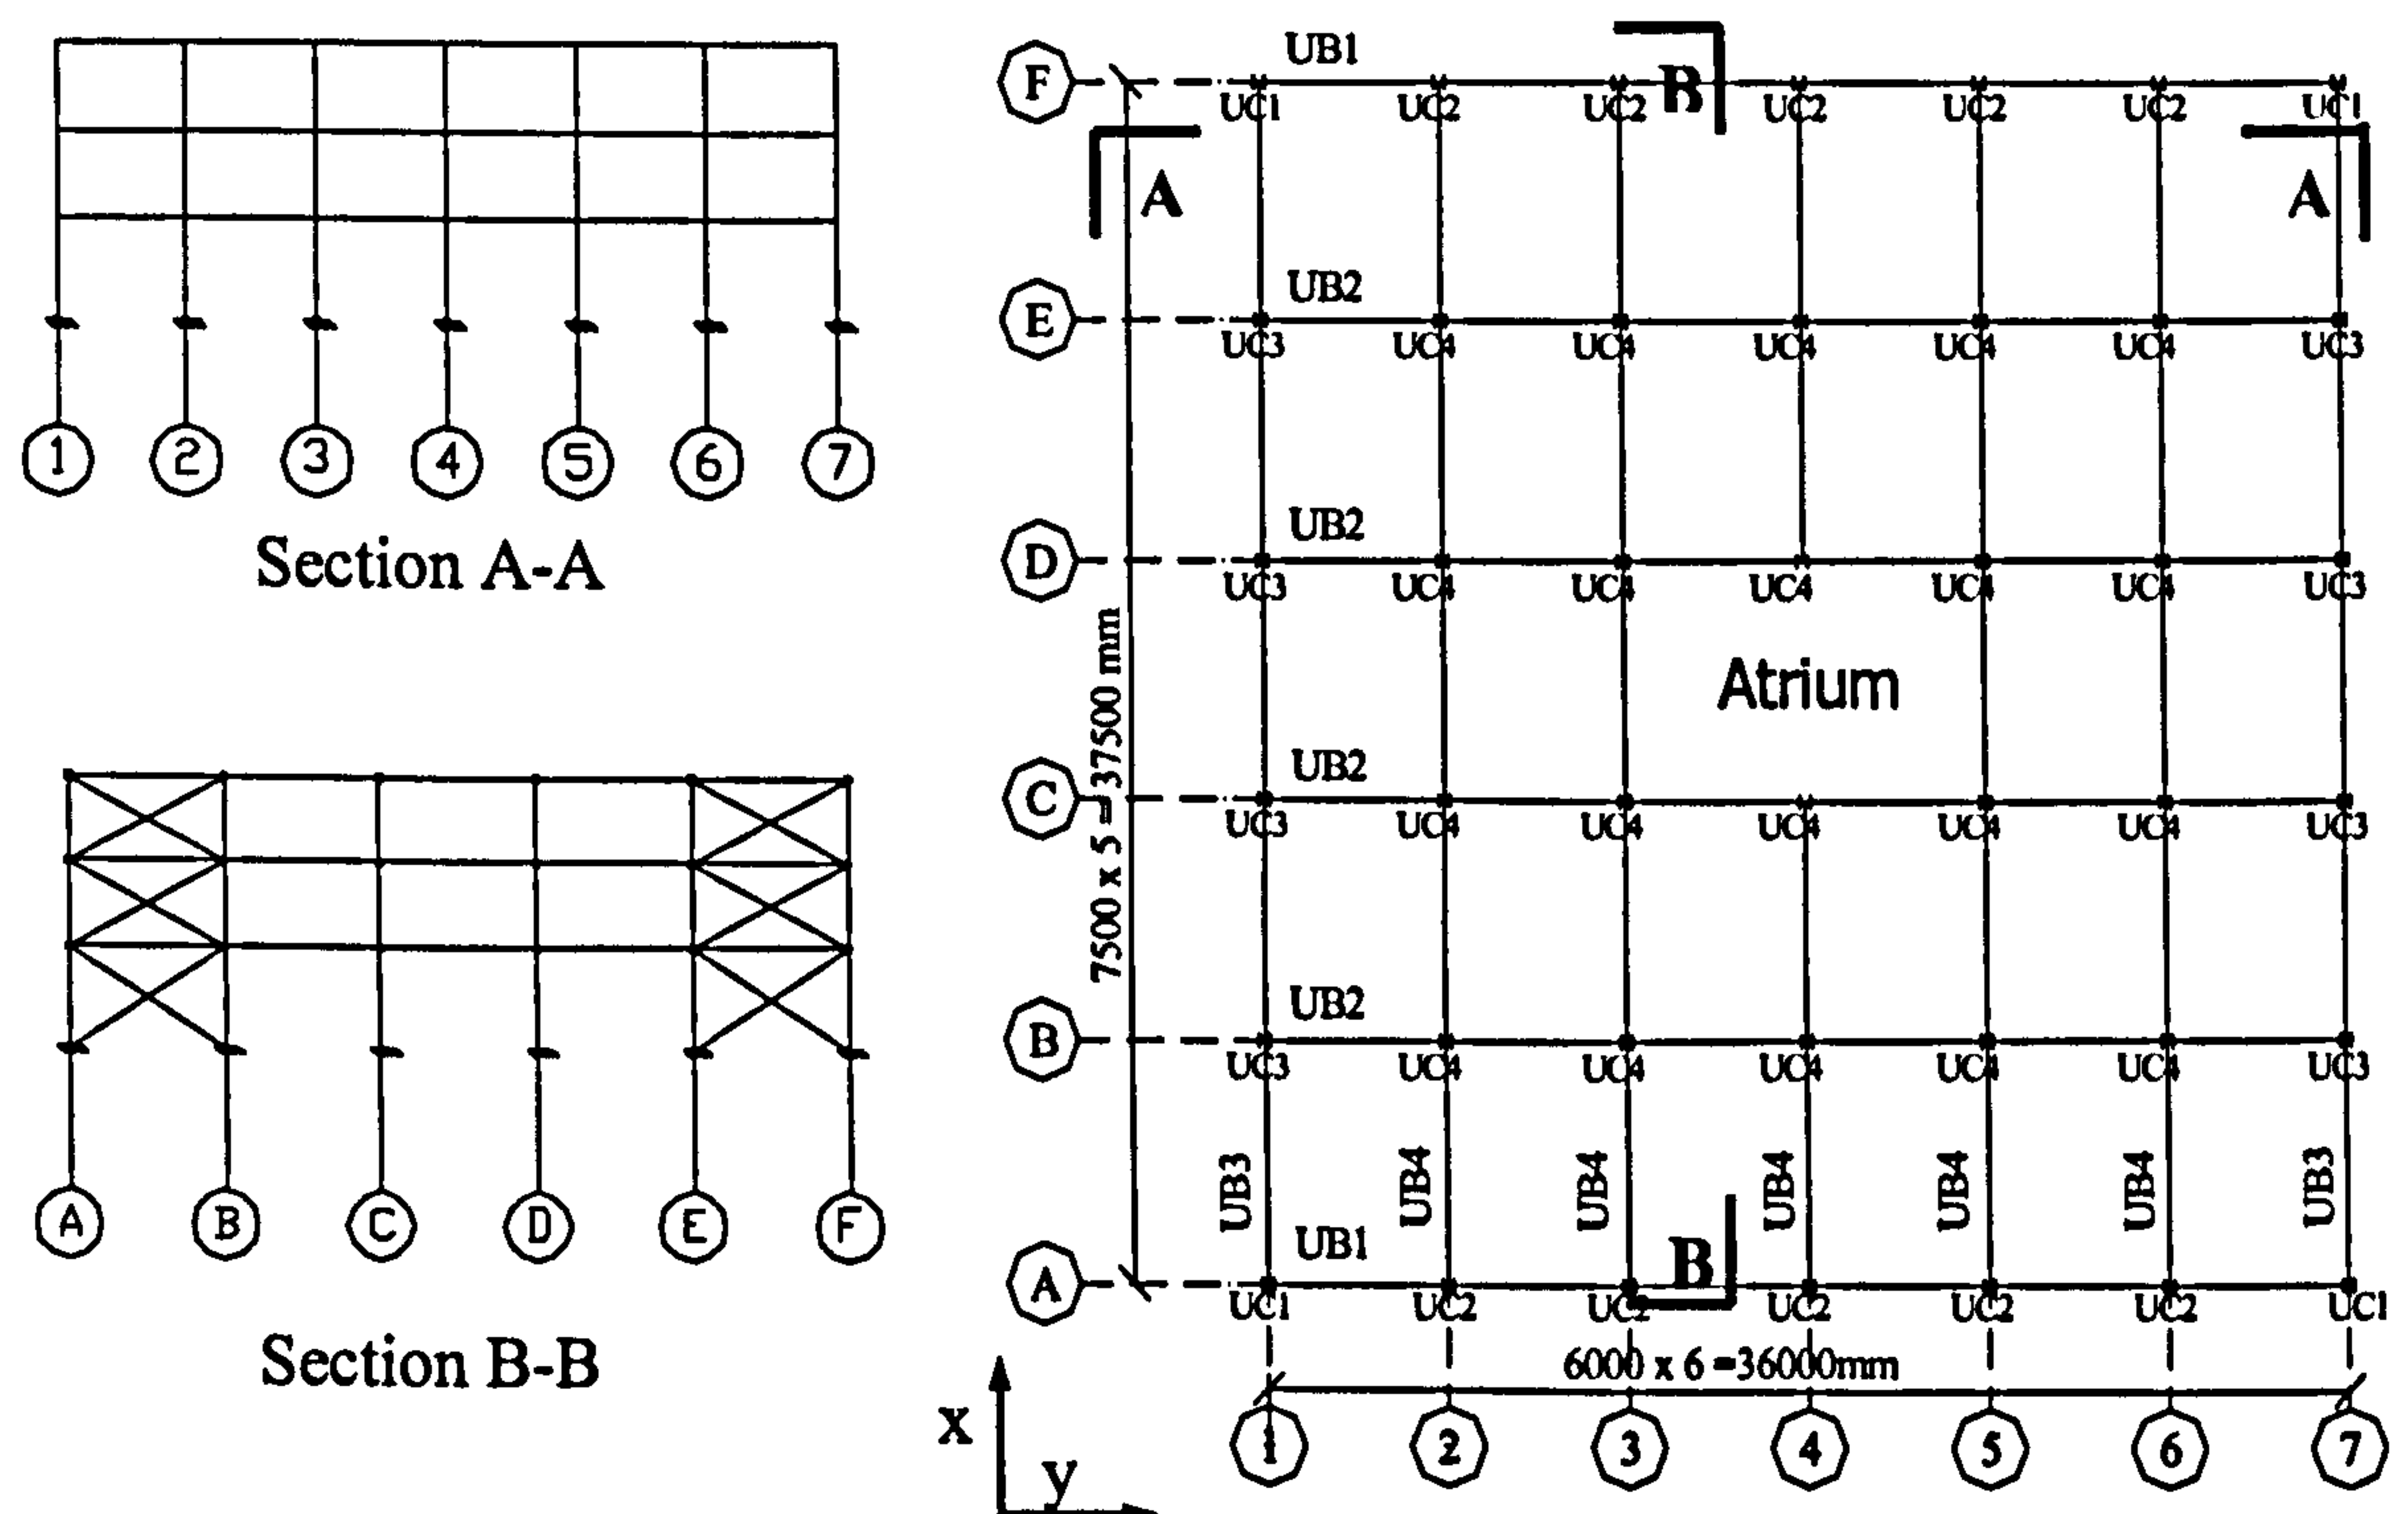 1 2 3 4 5 6 7
Section A-A
A B C D E F
Section B-B
UB1
F
B
UC1 UC2 UC2 UC2 UC2 UC2 UC1
A A
UB2
E
UC3 UC4 UC4 UC4 UC4 UC4 UC3
UB2
D
UC3 UC4 UC4 UC4 UC4 UC4 UC3
Atrium
7500 x 5 = 37500 mm
UB2
C
UC3 UC4 UC4 UC4 UC4 UC4 UC3
UB2
B
UC3 UC4 UC4 UC4 UC4 UC4 UC3
UB3 UB4 UB4 UB4 UB4 UB4 UB3
UB1
B
A
UC1 UC2 UC2 UC2 UC2 UC2 UC1
6000 x 6 =36000mm
x
y
1 2 3 4 5 6 7